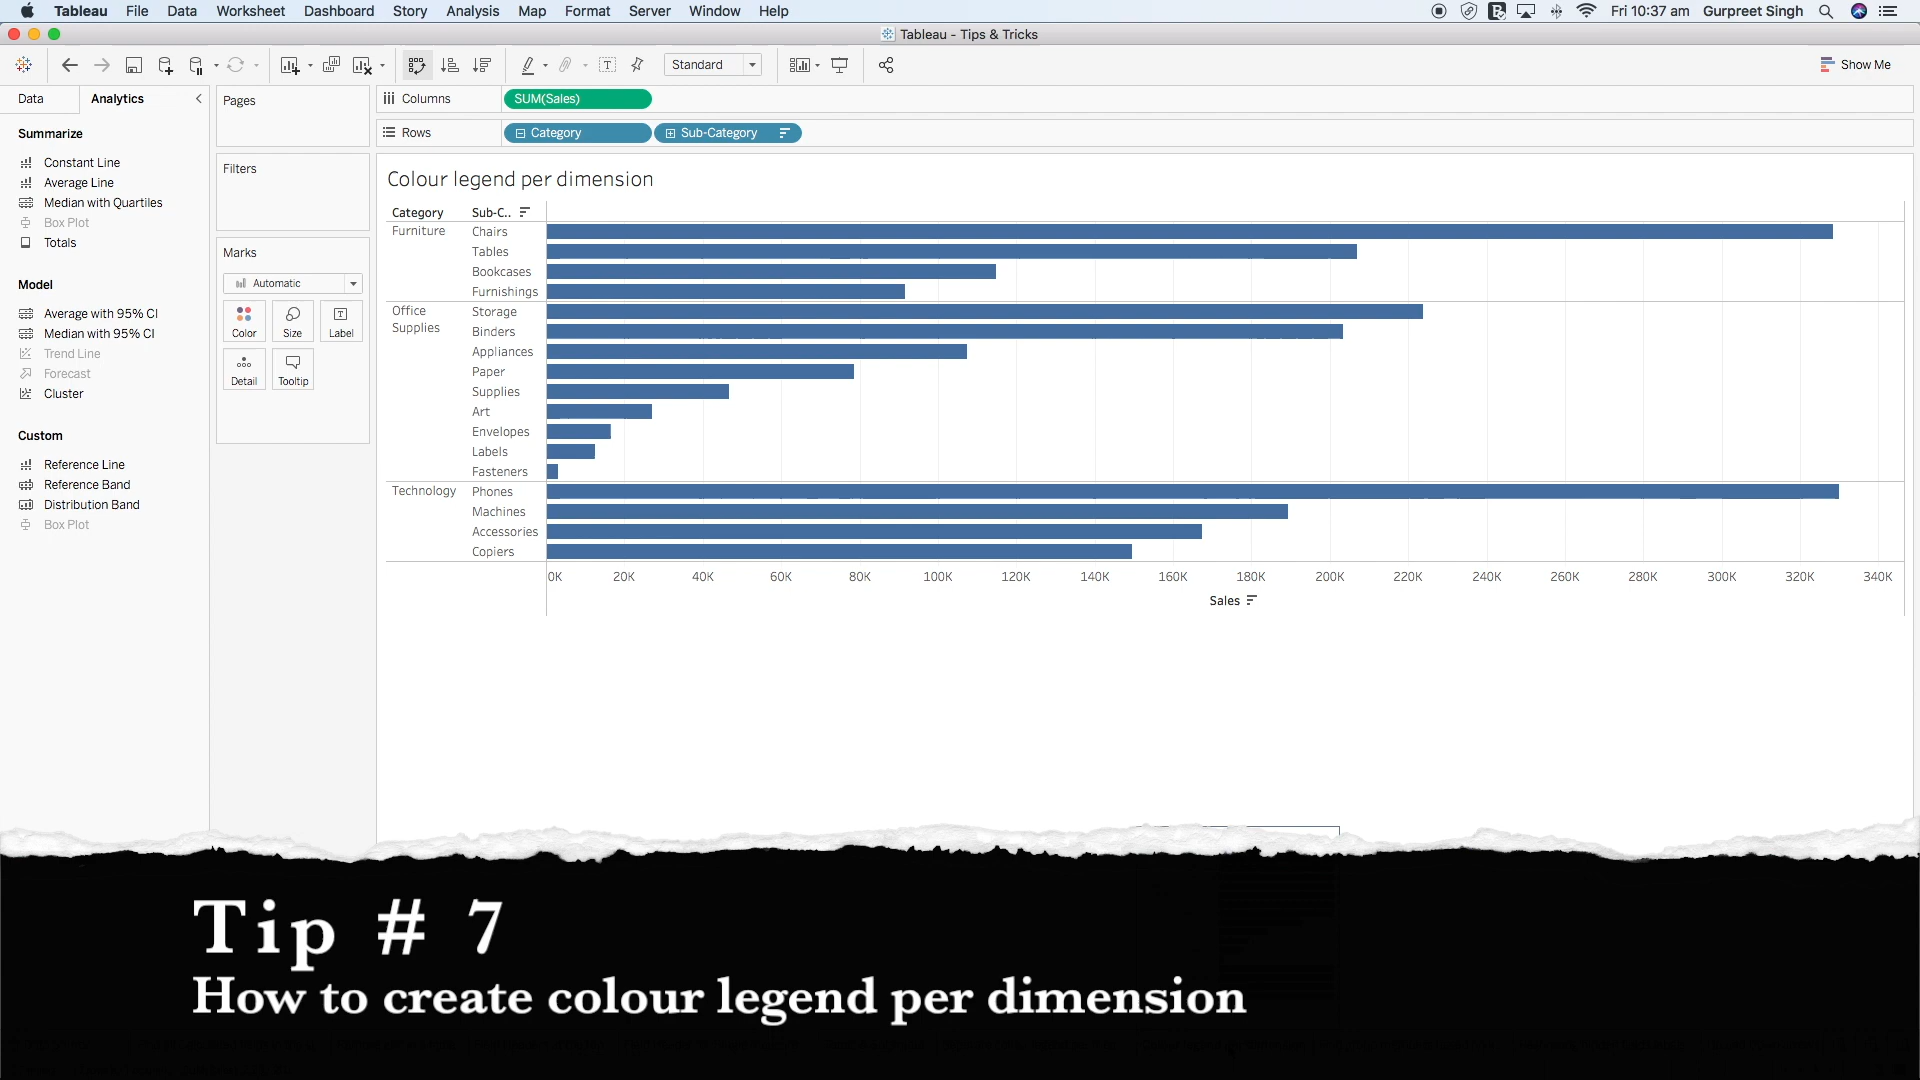 Tableau File Data Worksheet Dashboard Story Analysis Map Format Server Window Help Fri 10:37 am Gurpreet Singh
Tableau - Tips & Tricks
Standard Show Me
Data Analytics
Summarize
Constant Line
Average Line
Median with Quartiles
Box Plot
Totals
Model
Average with 95% CI
Median with 95% CI
Trend Line
Forecast
Cluster
Custom
Reference Line
Reference Band
Distribution Band
Box Plot
Pages
Filters
Marks
Automatic
Color Size Label
Detail Tooltip
Columns SUM(Sales)
Rows Category Sub-Category
Colour legend per dimension
Category Sub-C..
Furniture Chairs
Tables
Bookcases
Furnishings
Office Supplies Storage
Binders
Appliances
Paper
Supplies
Art
Envelopes
Labels
Fasteners
Technology Phones
Machines
Accessories
Copiers
0K 20K 40K 60K 80K 100K 120K 140K 160K 180K 200K 220K 240K 260K 280K 300K 320K 340K
Sales
Tip # 7
How to create colour legend per dimension